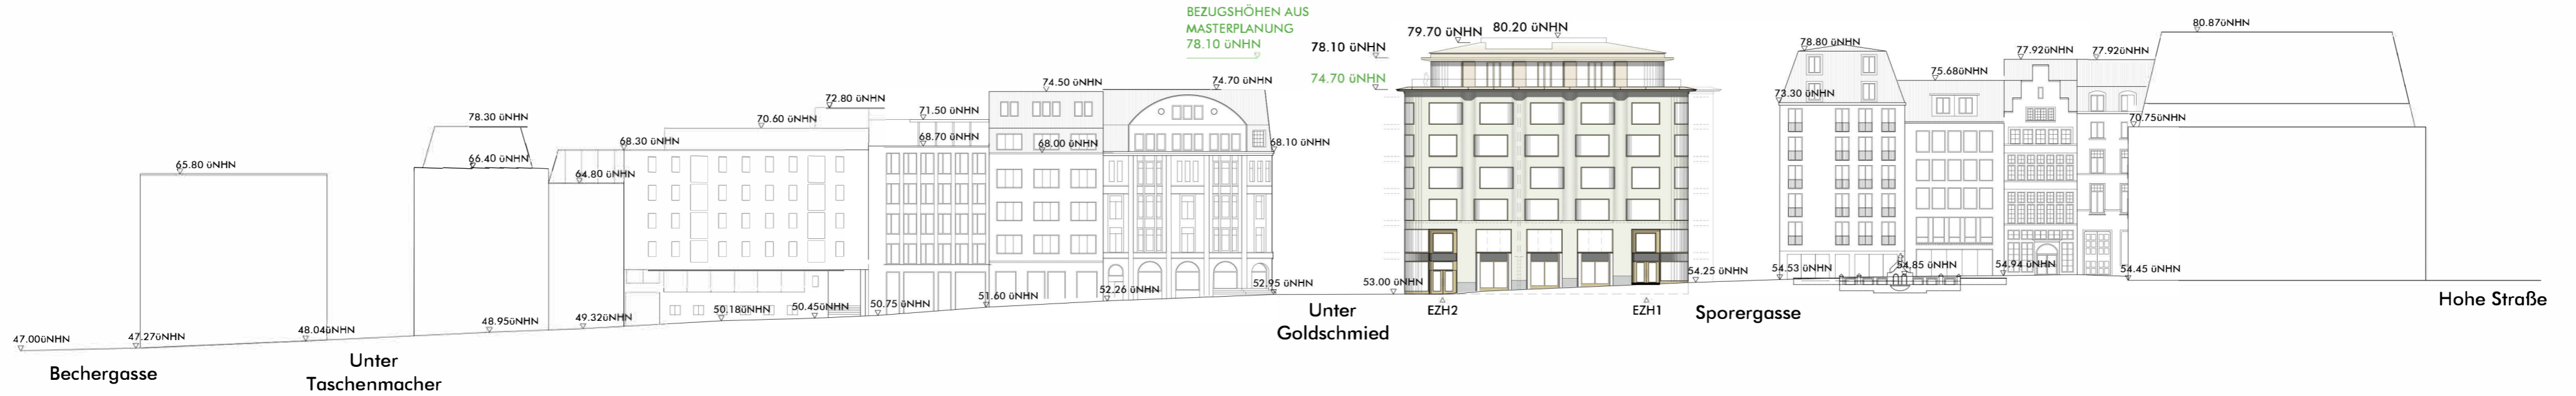 BEZUGSHÖHEN AUS
MASTERPLANUNG
78.10 üNHN
78.10 üNHN
74.70 üNHN
79.70 üNHN
80.20 üNHN
80.87üNHN
78.80 üNHN
77.92üNHN
77.92üNHN
75.68üNHN
73.30 üNHN
70.75üNHN
74.50 üNHN
74.70 üNHN
72.80 üNHN
71.50 üNHN
70.60 üNHN
78.30 üNHN
68.30 üNHN
68.70 üNHN
68.00 üNHN
68.10 üNHN
65.80 üNHN
66.40 üNHN
64.80 üNHN
47.00üNHN
47.27üNHN
48.04üNHN
48.95üNHN
49.32üNHN
50.18üNHN
50.45üNHN
50.75 üNHN
51.60 üNHN
52.26 üNHN
52.95 üNHN
53.00 üNHN
54.25 üNHN
54.53 üNHN
54.85 üNHN
54.94 üNHN
54.45 üNHN
EZH2
EZH1
Bechergasse
Unter
Taschenmacher
Unter
Goldschmied
Sporergasse
Hohe Straße